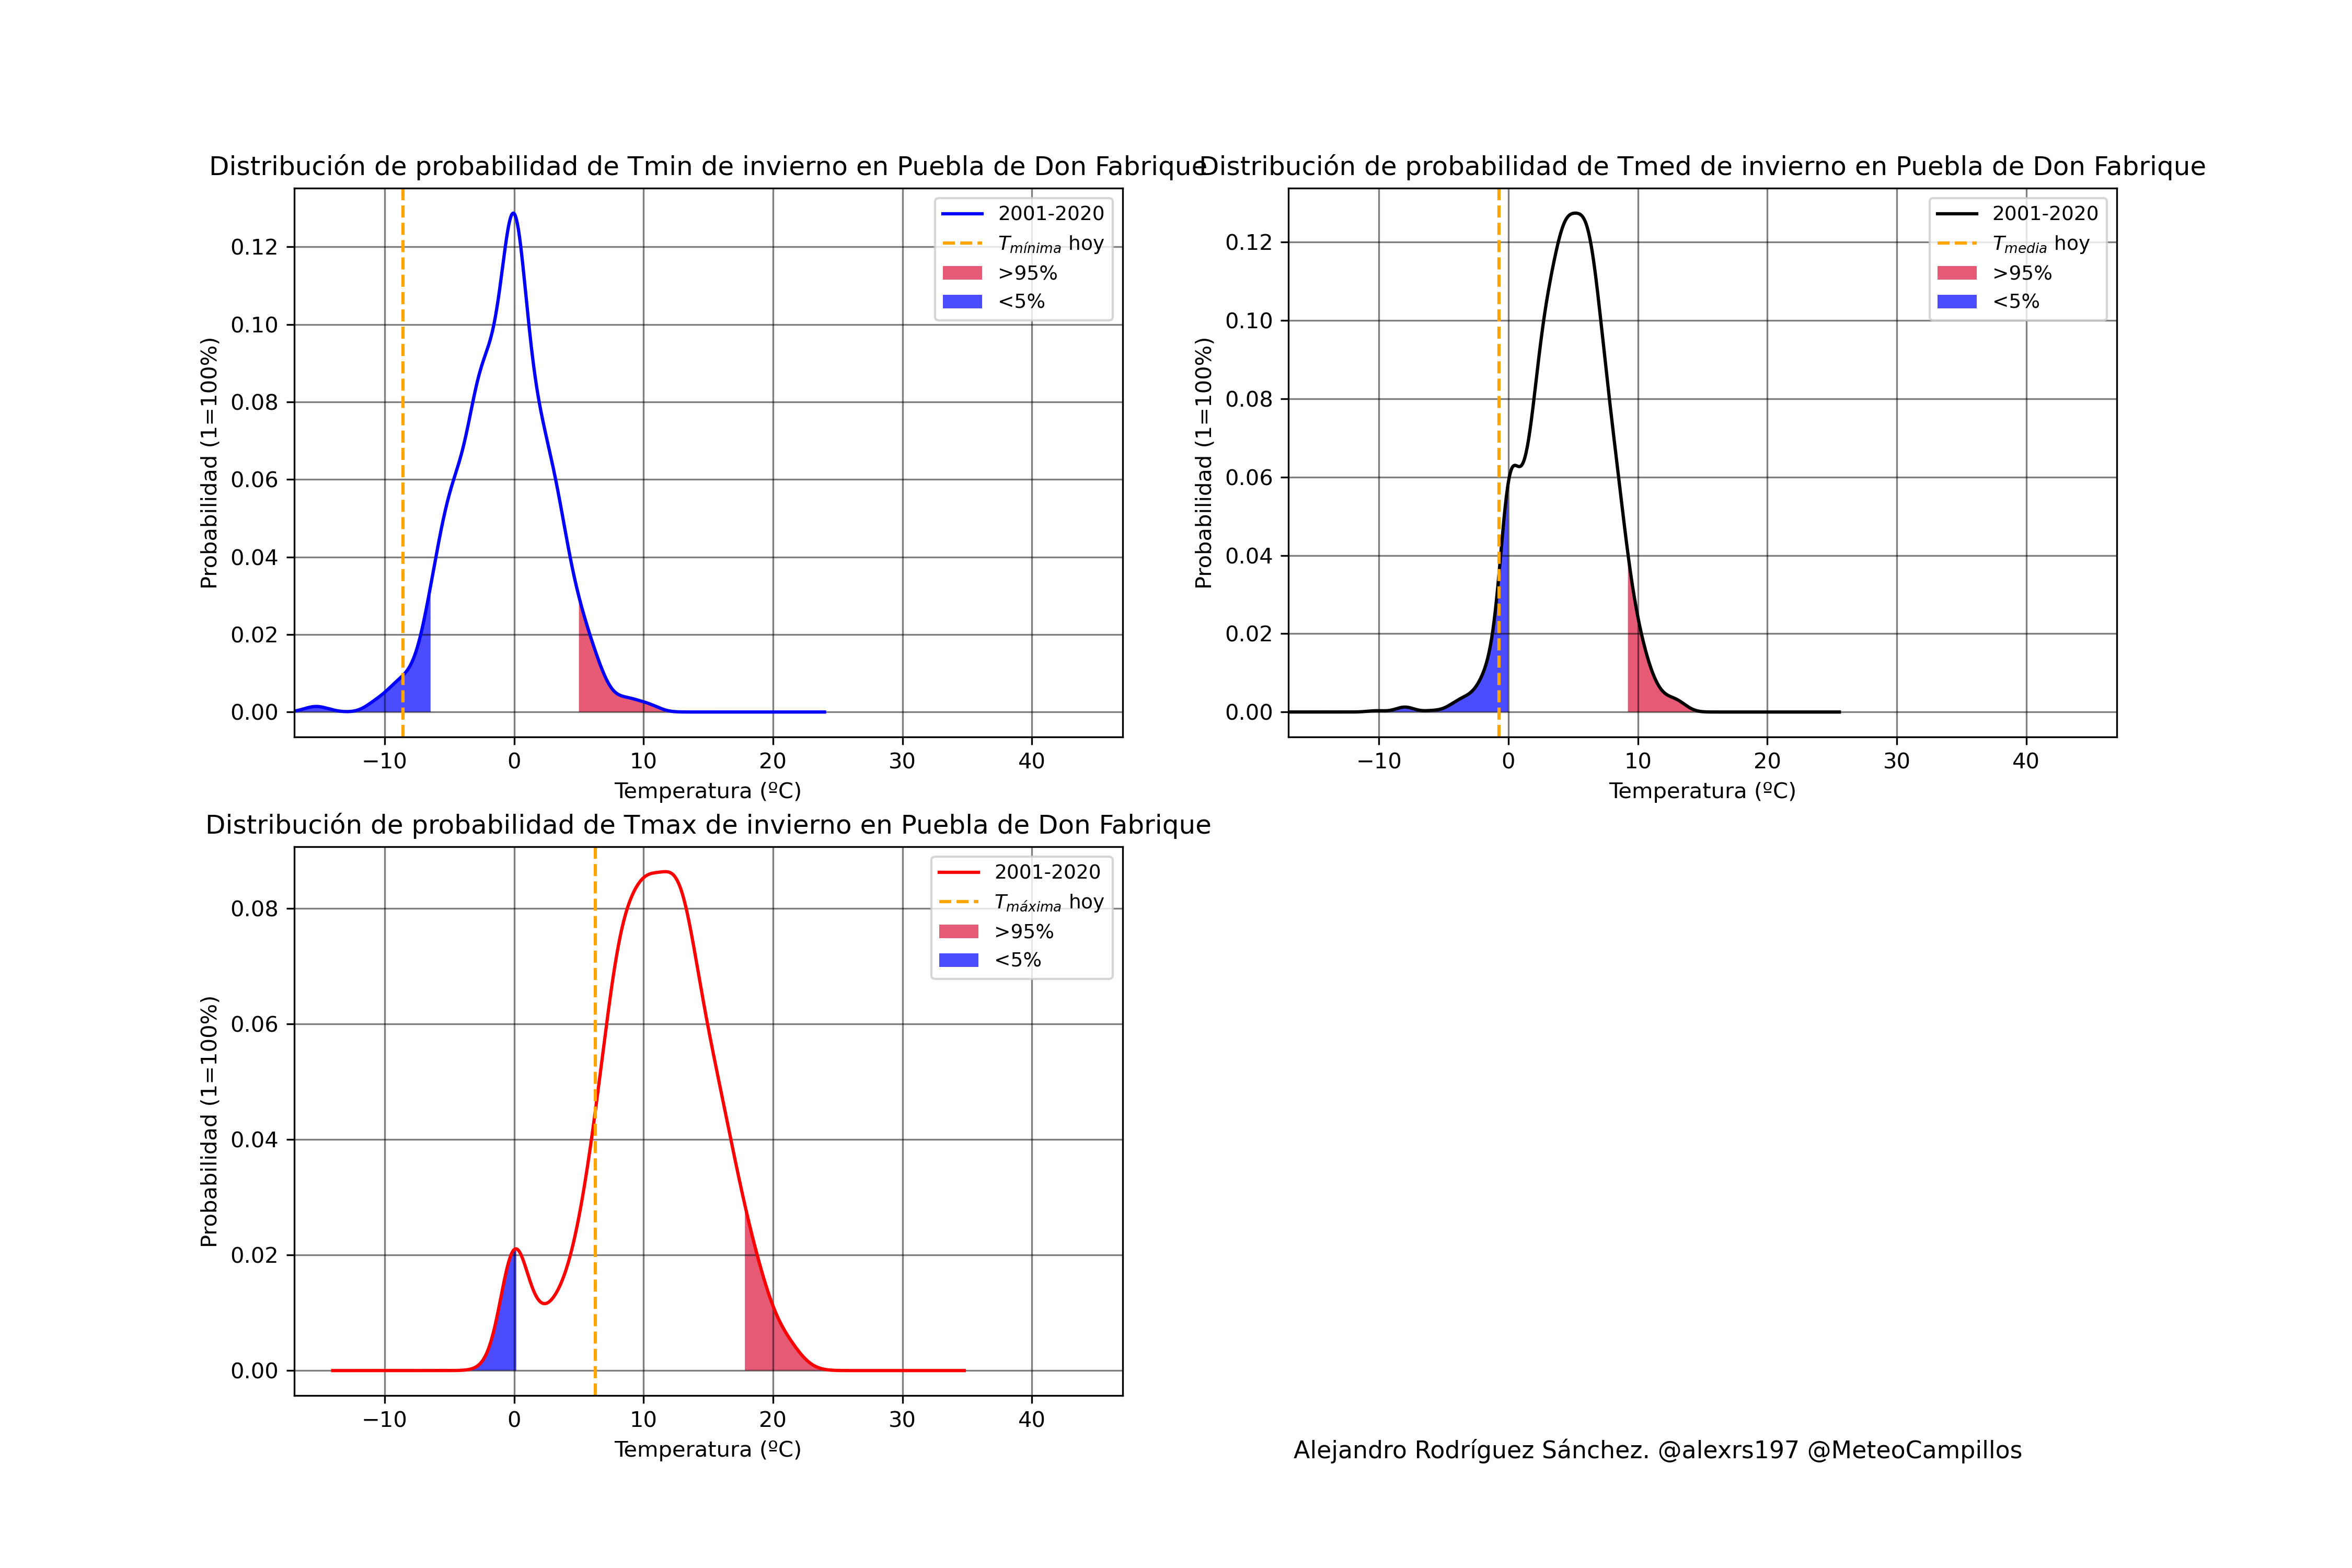 Distribución de probabilidad de Tmin de invierno en Puebla de Don Fabrique
0.12
0.10
0.08
0.06
0.04
0.02
0.00
Probabilidad (1=100%)
2001-2020
Tmínima hoy
>95%
<5%
−10 0 10 20 30 40
Temperatura (ºC)
Distribución de probabilidad de Tmed de invierno en Puebla de Don Fabrique
0.12
0.10
0.08
0.06
0.04
0.02
0.00
Probabilidad (1=100%)
2001-2020
Tmedia hoy
>95%
<5%
−10 0 10 20 30 40
Temperatura (ºC)
Distribución de probabilidad de Tmax de invierno en Puebla de Don Fabrique
0.08
0.06
0.04
0.02
0.00
Probabilidad (1=100%)
2001-2020
Tmáxima hoy
>95%
<5%
−10 0 10 20 30 40
Temperatura (ºC)
Alejandro Rodríguez Sánchez. @alexrs197 @MeteoCampillos